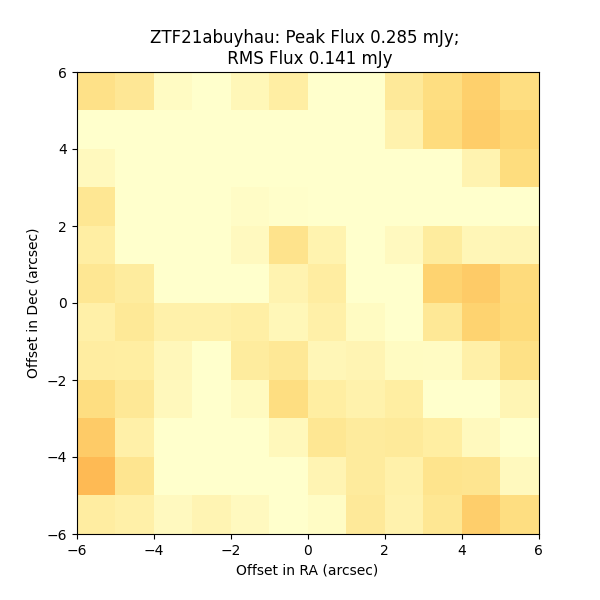 ZTF21abuyhau: Peak Flux 0.285 mJy;
RMS Flux 0.141 mJy
6
4
2
0
−2
−4
−6
Offset in Dec (arcsec)
−6 −4 −2 0 2 4 6
Offset in RA (arcsec)